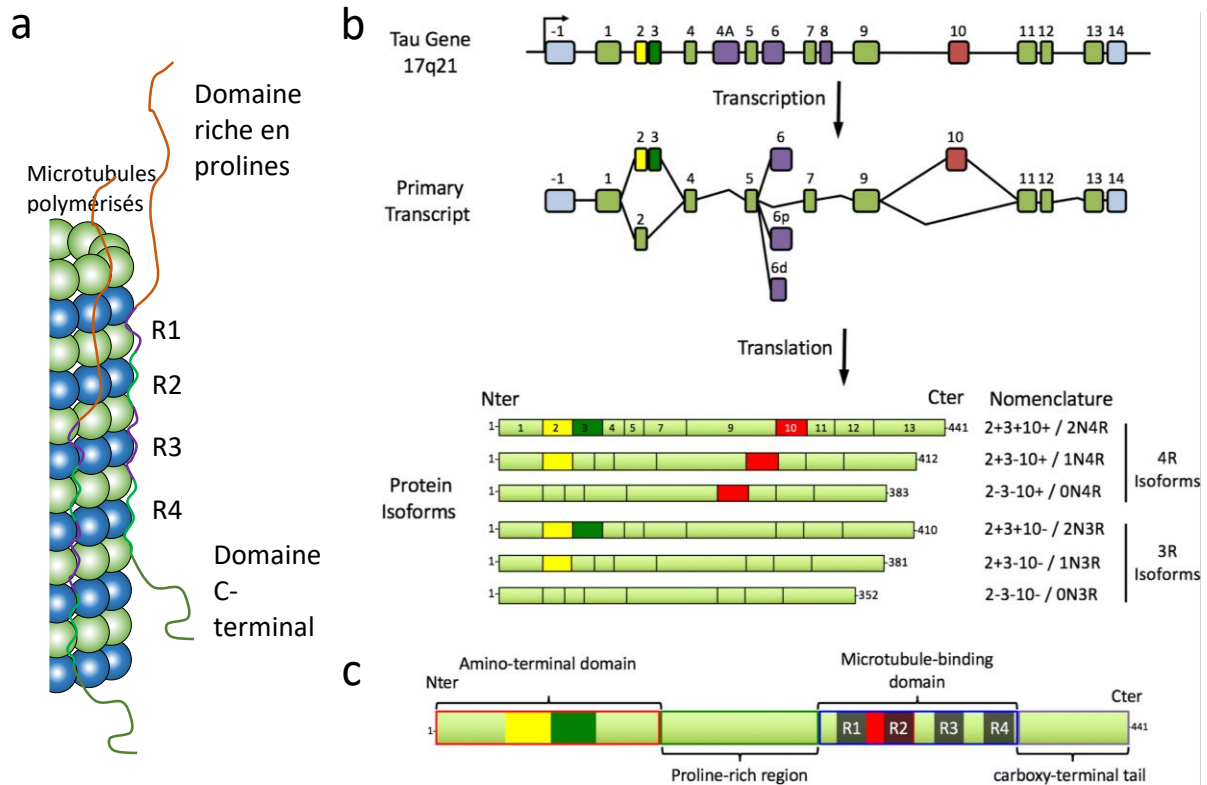 a
Domaine
riche en
prolines
Microtubules
polymérisés
R1
R2
R3
R4
Domaine
C-
terminal
b
Tau Gene
17q21
-1 1 2 3 4 4A 5 6 7 8 9 10 11 12 13 14
Transcription
Primary
Transcript
2 3 6 10
-1 1 4 5 7 9 11 12 13 14
2 6p
6d
Translation
Nter Cter Nomenclature
Protein
Isoforms
1- 1 2 3 4 5 7 9 10 11 12 13 -441 2+3+10+ / 2N4R
1- -412 2+3-10+ / 1N4R
1- -383 2-3-10+ / 0N4R
4R
Isoforms
1- -410 2+3+10- / 2N3R
1- -381 2+3-10- / 1N3R
1- -352 2-3-10- / 0N3R
3R
Isoforms
c
Amino-terminal domain
Microtubule-binding
domain
Nter Cter
1- R1 R2 R3 R4 -441
Proline-rich region
carboxy-terminal tail